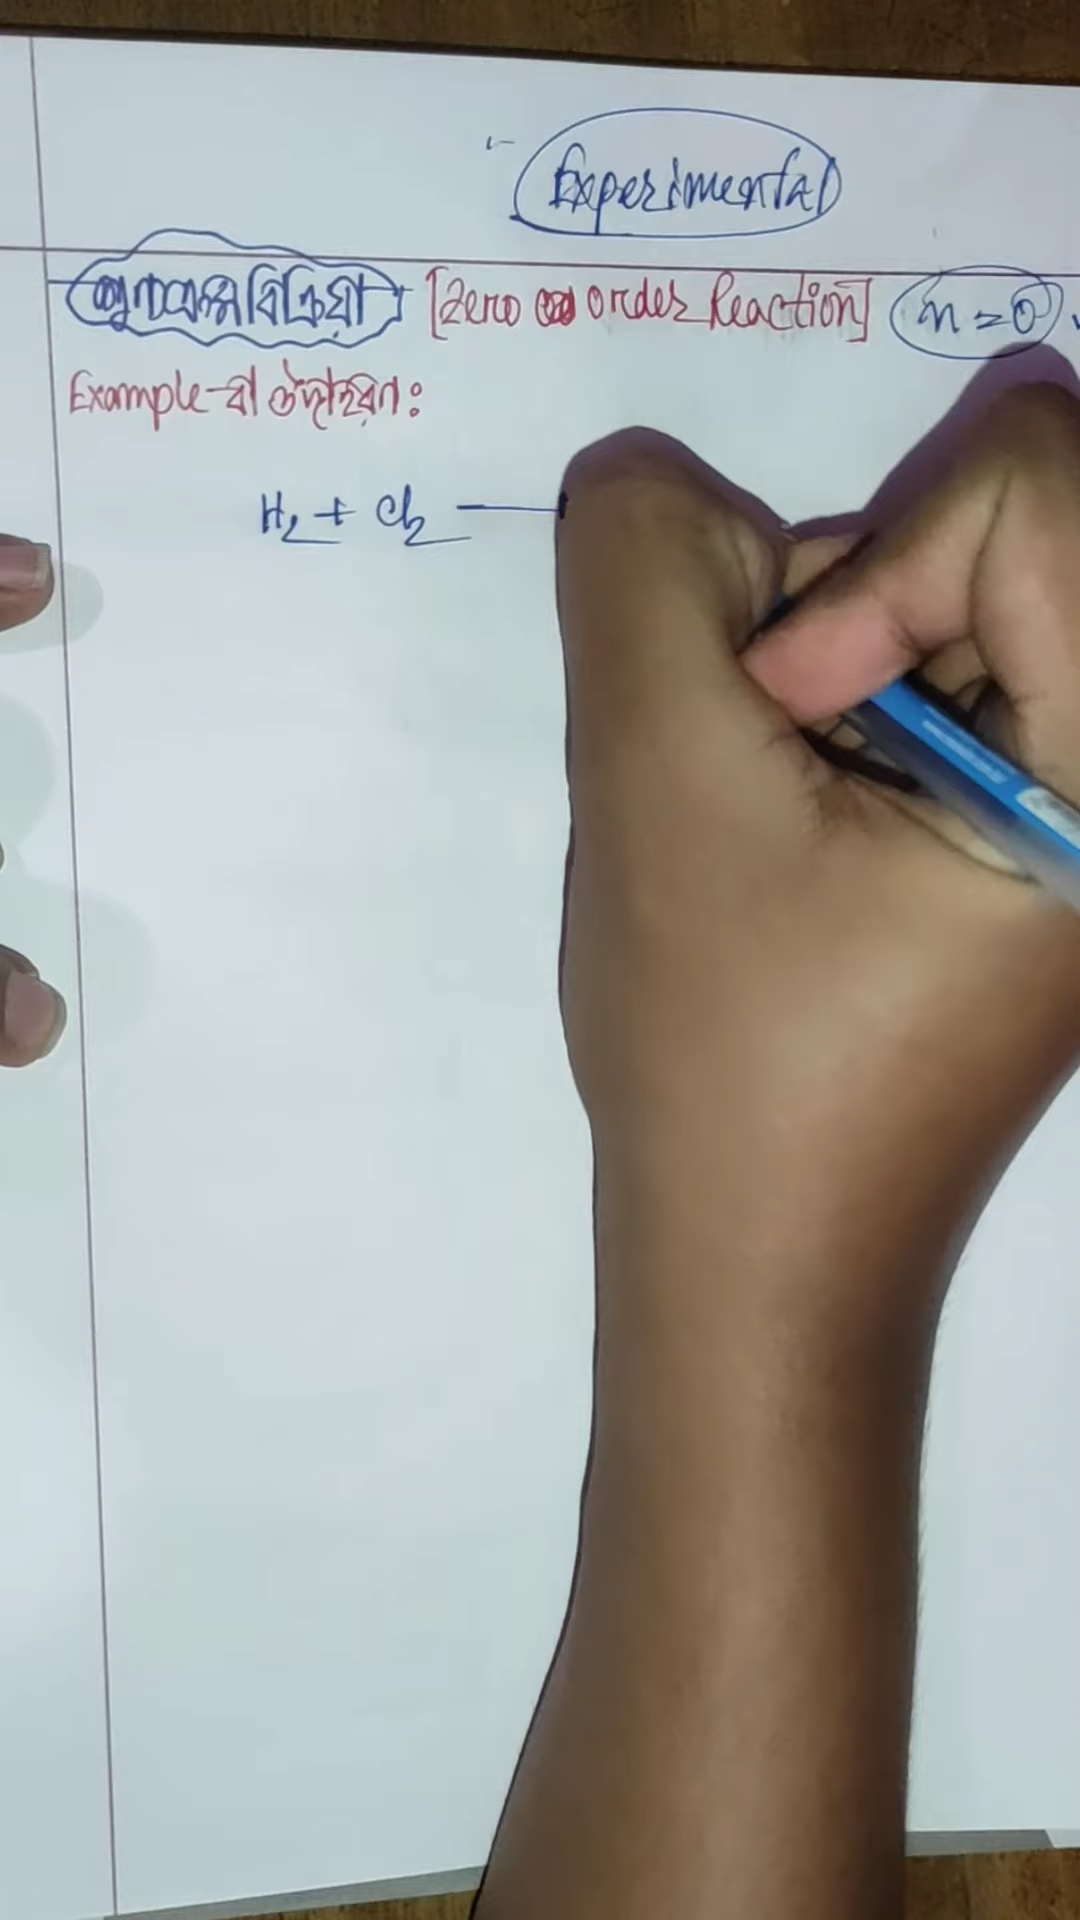 Experimental
শূন্যক্রম বিক্রিয়া [Zero order Reaction] n = 0
Example বা উদাহরণ:
H₂ + Cl₂